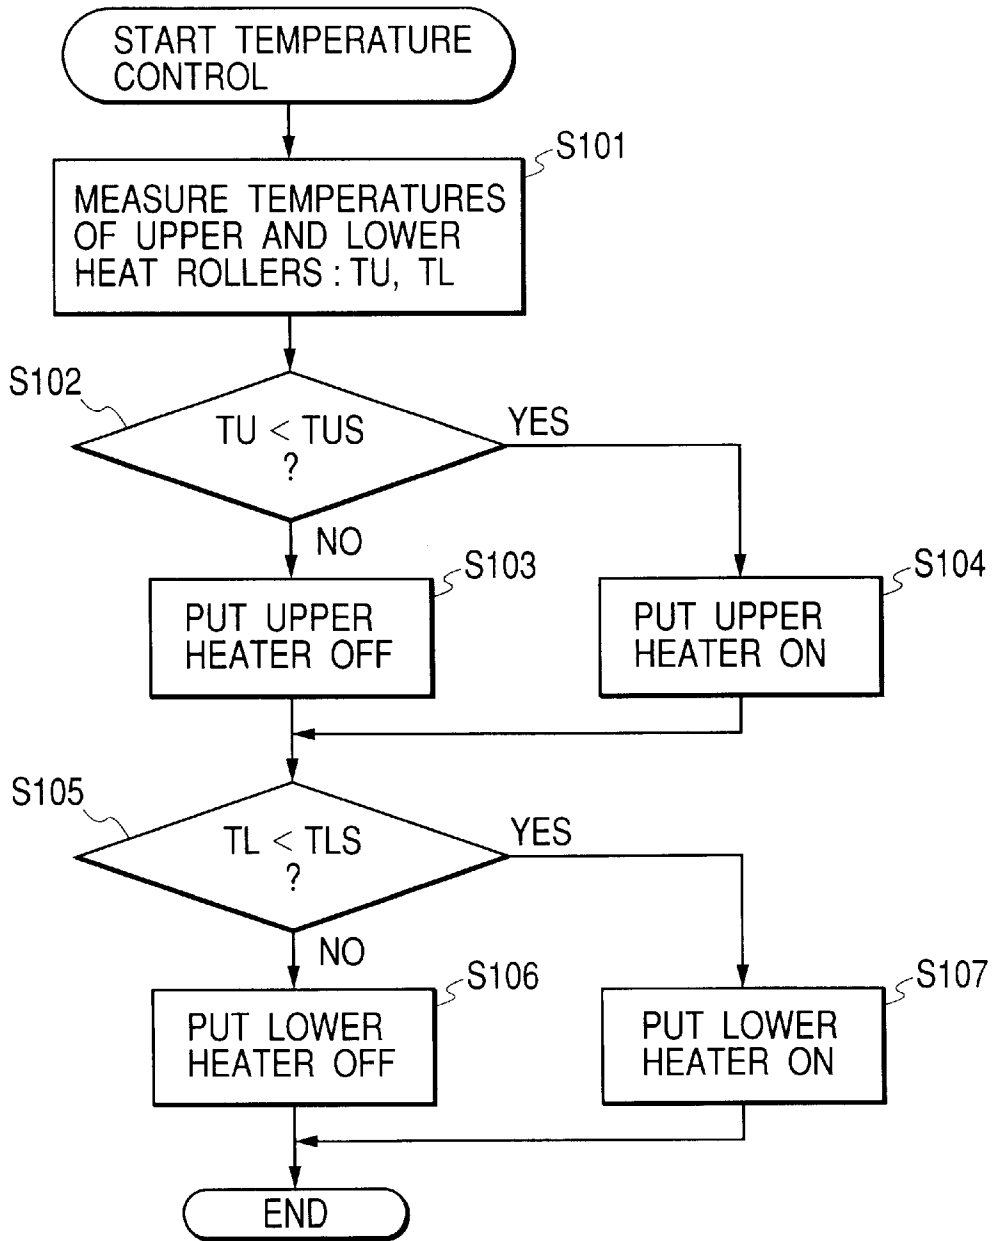 START TEMPERATURE
CONTROL
S101
MEASURE TEMPERATURES
OF UPPER AND LOWER
HEAT ROLLERS : TU, TL
S102
TU < TUS
?
YES
NO
S103
PUT UPPER
HEATER OFF
S104
PUT UPPER
HEATER ON
S105
TL < TLS
?
YES
NO
S106
PUT LOWER
HEATER OFF
S107
PUT LOWER
HEATER ON
END